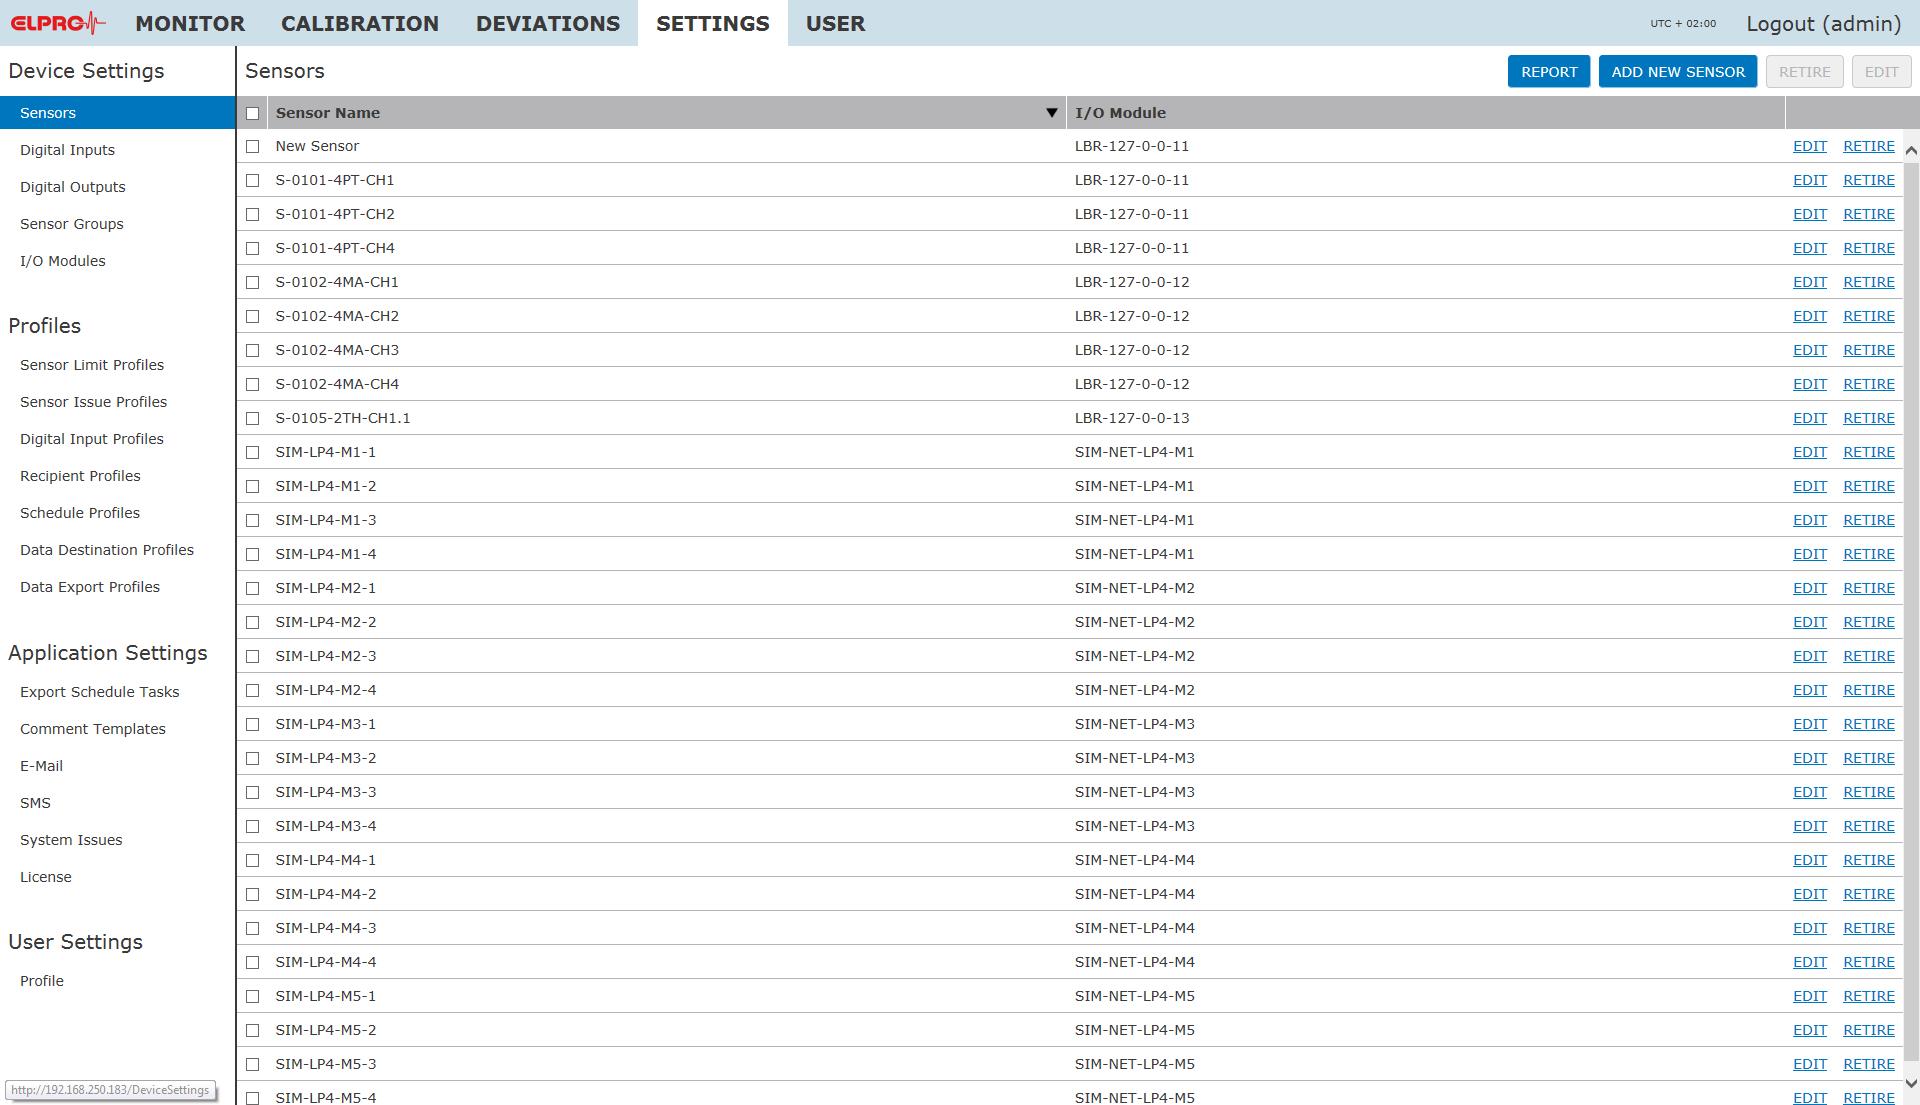 ELPRO MONITOR CALIBRATION DEVIATIONS SETTINGS USER UTC + 02:00 Logout (admin)
Device Settings
Sensors
Digital Inputs
Digital Outputs
Sensor Groups
I/O Modules
Profiles
Sensor Limit Profiles
Sensor Issue Profiles
Digital Input Profiles
Recipient Profiles
Schedule Profiles
Data Destination Profiles
Data Export Profiles
Application Settings
Export Schedule Tasks
Comment Templates
E-Mail
SMS
System Issues
License
User Settings
Profile
http://192.168.250.183/DeviceSettings
Sensors REPORT ADD NEW SENSOR RETIRE EDIT
Sensor Name ▼ I/O Module
New Sensor LBR-127-0-0-11 EDIT RETIRE
S-0101-4PT-CH1 LBR-127-0-0-11 EDIT RETIRE
S-0101-4PT-CH2 LBR-127-0-0-11 EDIT RETIRE
S-0101-4PT-CH4 LBR-127-0-0-11 EDIT RETIRE
S-0102-4MA-CH1 LBR-127-0-0-12 EDIT RETIRE
S-0102-4MA-CH2 LBR-127-0-0-12 EDIT RETIRE
S-0102-4MA-CH3 LBR-127-0-0-12 EDIT RETIRE
S-0102-4MA-CH4 LBR-127-0-0-12 EDIT RETIRE
S-0105-2TH-CH1.1 LBR-127-0-0-13 EDIT RETIRE
SIM-LP4-M1-1 SIM-NET-LP4-M1 EDIT RETIRE
SIM-LP4-M1-2 SIM-NET-LP4-M1 EDIT RETIRE
SIM-LP4-M1-3 SIM-NET-LP4-M1 EDIT RETIRE
SIM-LP4-M1-4 SIM-NET-LP4-M1 EDIT RETIRE
SIM-LP4-M2-1 SIM-NET-LP4-M2 EDIT RETIRE
SIM-LP4-M2-2 SIM-NET-LP4-M2 EDIT RETIRE
SIM-LP4-M2-3 SIM-NET-LP4-M2 EDIT RETIRE
SIM-LP4-M2-4 SIM-NET-LP4-M2 EDIT RETIRE
SIM-LP4-M3-1 SIM-NET-LP4-M3 EDIT RETIRE
SIM-LP4-M3-2 SIM-NET-LP4-M3 EDIT RETIRE
SIM-LP4-M3-3 SIM-NET-LP4-M3 EDIT RETIRE
SIM-LP4-M3-4 SIM-NET-LP4-M3 EDIT RETIRE
SIM-LP4-M4-1 SIM-NET-LP4-M4 EDIT RETIRE
SIM-LP4-M4-2 SIM-NET-LP4-M4 EDIT RETIRE
SIM-LP4-M4-3 SIM-NET-LP4-M4 EDIT RETIRE
SIM-LP4-M4-4 SIM-NET-LP4-M4 EDIT RETIRE
SIM-LP4-M5-1 SIM-NET-LP4-M5 EDIT RETIRE
SIM-LP4-M5-2 SIM-NET-LP4-M5 EDIT RETIRE
SIM-LP4-M5-3 SIM-NET-LP4-M5 EDIT RETIRE
SIM-LP4-M5-4 SIM-NET-LP4-M5 EDIT RETIRE